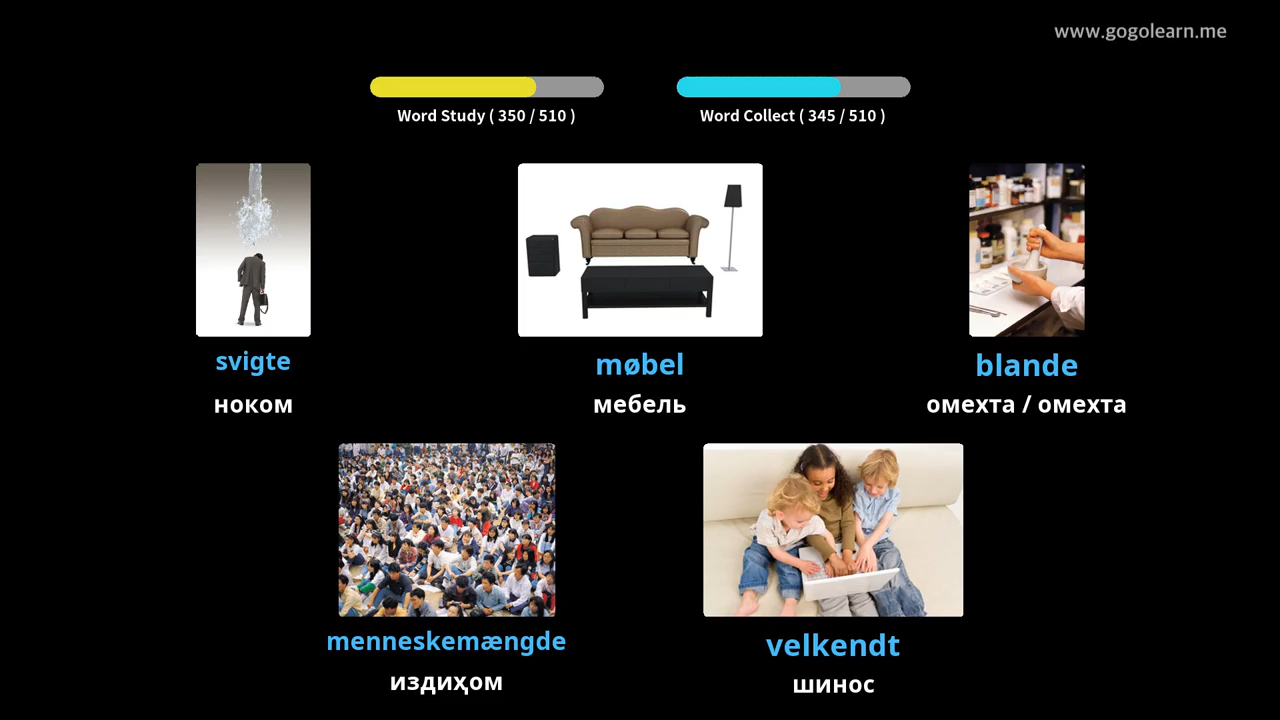 www.gogolearn.me
Word Study ( 350 / 510 )
Word Collect ( 345 / 510 )
svigte
ноком
møbel
мебель
blande
омехта / омехта
menneskemængde
издиҳом
velkendt
шинос